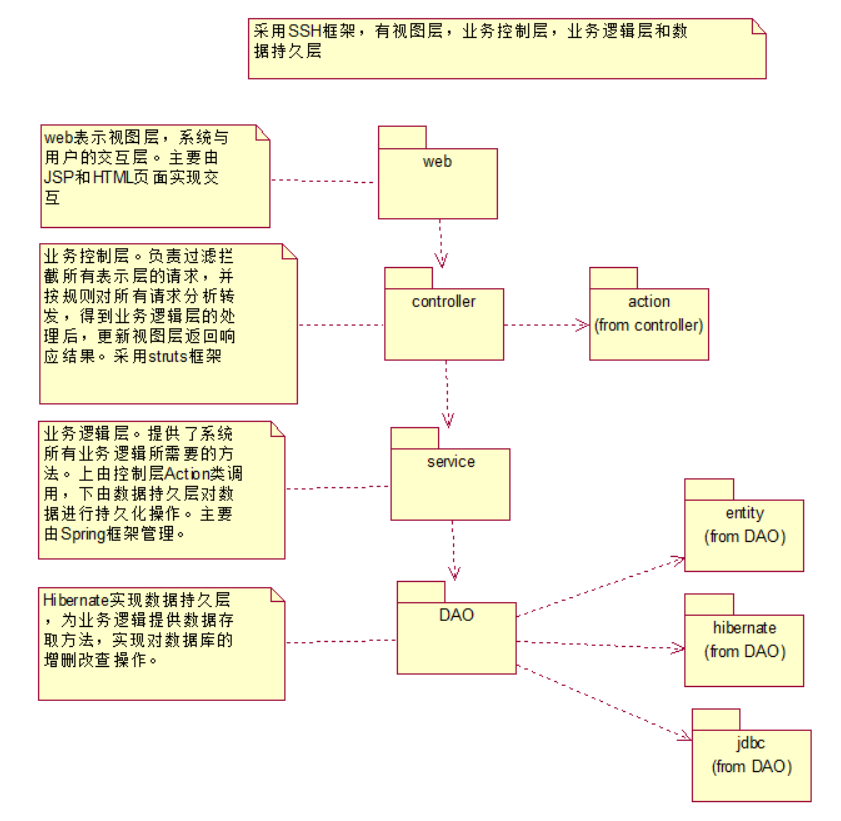 采用SSH框架，有视图层，业务控制层，业务逻辑层和数
据持久层
web表示视图层，系统与
用户的交互层。主要由
JSP和HTML页面实现交
互
web
业务控制层。负责过滤拦
截所有表示层的请求，并
按规则对所有请求分析转
发，得到业务逻辑层的处
理后，更新视图层返回响
应结果。采用struts框架
controller
action
(from controller)
业务逻辑层。提供了系统
所有业务逻辑所需要的方
法。上由控制层Action类调
用，下由数据持久层对数
据进行持久化操作。主要
由Spring框架管理。
service
entity
(from DAO)
Hibernate实现数据持久层
，为业务逻辑提供数据存
取方法，实现对数据库的
增删改查操作。
DAO
hibernate
(from DAO)
jdbc
(from DAO)